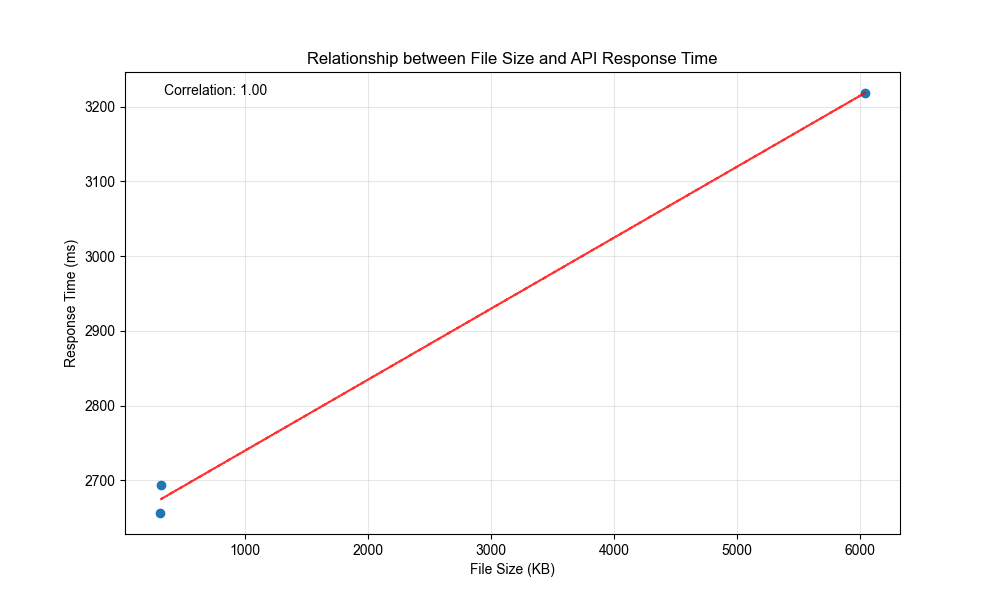 Relationship between File Size and API Response Time
Correlation: 1.00
Response Time (ms)
3200
3100
3000
2900
2800
2700
1000 2000 3000 4000 5000 6000
File Size (KB)